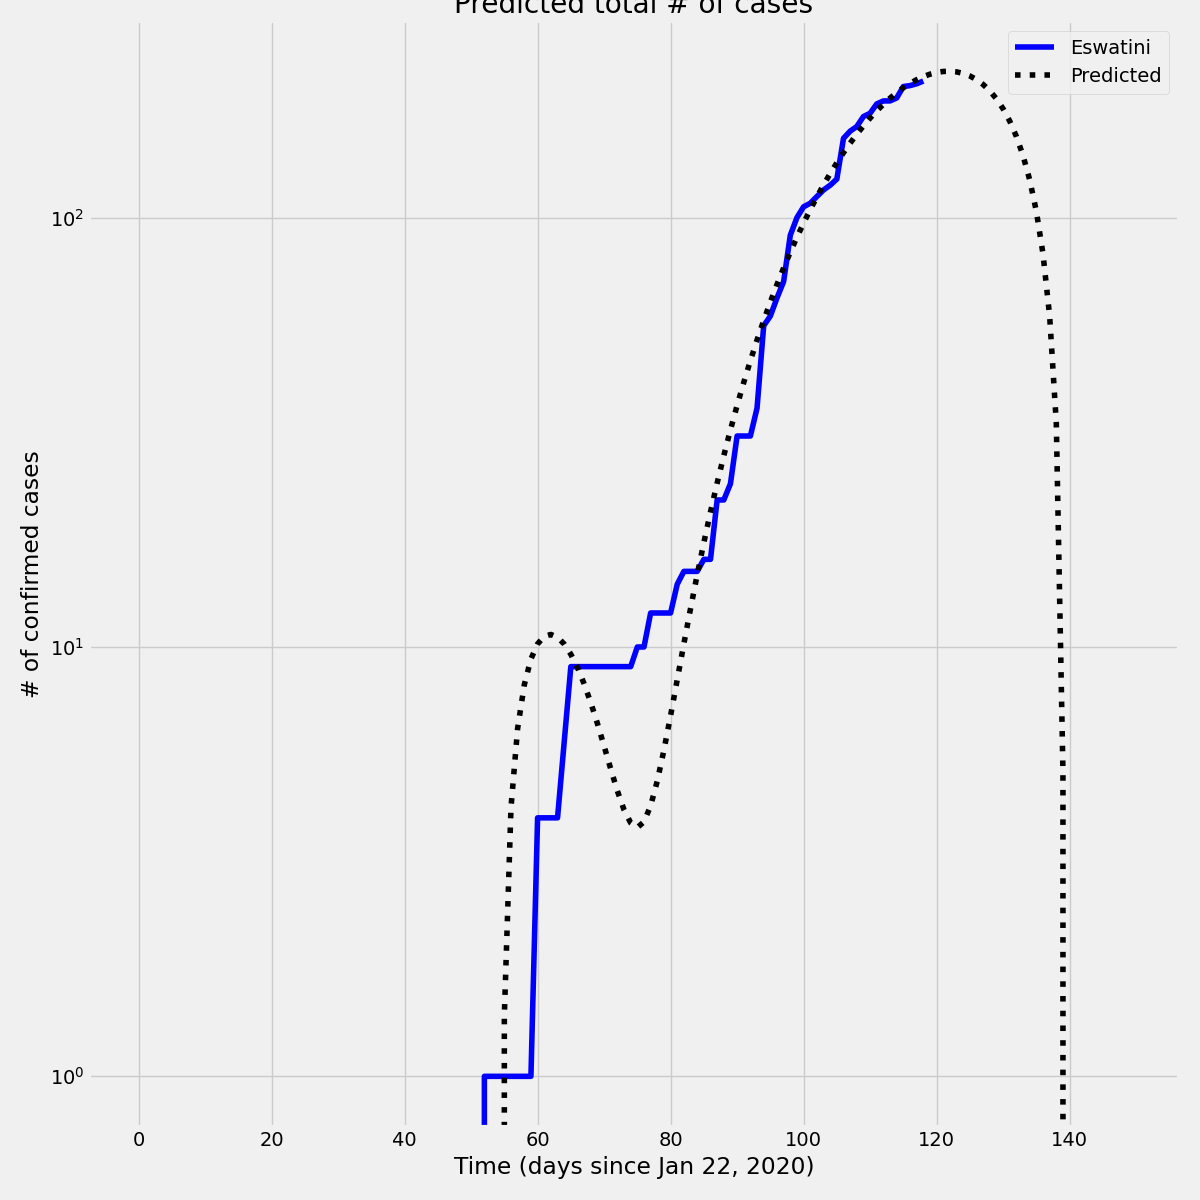 Predicted total # of cases
Eswatini
Predicted
10²
10¹
10⁰
# of confirmed cases
0 20 40 60 80 100 120 140
Time (days since Jan 22, 2020)